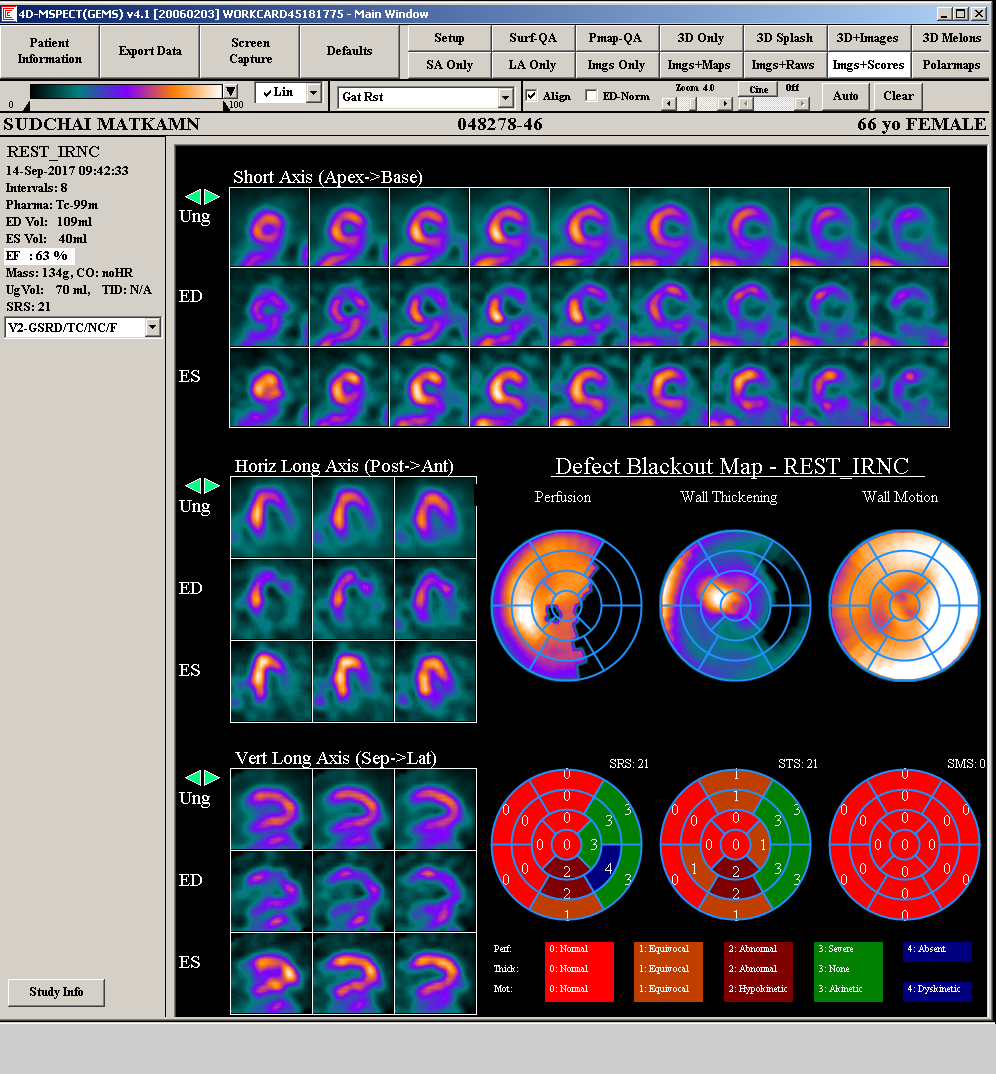 4D-MSPECT(GEMS) v4.1 [20060203] WORKCARD45181775 - Main Window
Patient Information
Export Data
Screen Capture
Defaults
Setup
Surf-QA
Pmap-QA
3D Only
3D Splash
3D+Images
3D Melons
SA Only
LA Only
Imgs Only
Imgs+Maps
Imgs+Raws
Imgs+Scores
Polarmaps
0
100
Lin
Gat Rst
Align
ED-Norm
Zoom 4.0
Cine
Off
Auto
Clear
SUDCHAI MATKAMN 048278-46 66 yo FEMALE
REST_IRNC
14-Sep-2017 09:42:33
Intervals: 8
Pharma: Tc-99m
ED Vol: 109ml
ES Vol: 40ml
EF : 63 %
Mass: 134g, CO: noHR
UgVol: 70 ml, TID: N/A
SRS: 21
V2-GSRD/TC/NC/F
Study Info
Short Axis (Apex->Base)
Ung
ED
ES
Horiz Long Axis (Post->Ant)
Ung
ED
ES
Defect Blackout Map - REST_IRNC
Perfusion Wall Thickening Wall Motion
Vert Long Axis (Sep->Lat)
Ung
ED
ES
SRS: 21
0
0
0 3
0 3
0
0 0 3
2
0 4
0 3
2
1
STS: 21
1
1
0 3
0 3
0
0 0 1
2
1 3
0 3
2
1
SMS: 0
0
0
0 0
0 0
0
0 0 0
0
0 0
0 0
0
0
Perf: 0: Normal 1: Equivocal 2: Abnormal 3: Severe 4: Absent
Thick: 0: Normal 1: Equivocal 2: Abnormal 3: None
Mot: 0: Normal 1: Equivocal 2: Hypokinetic 3: Akinetic 4: Dyskinetic